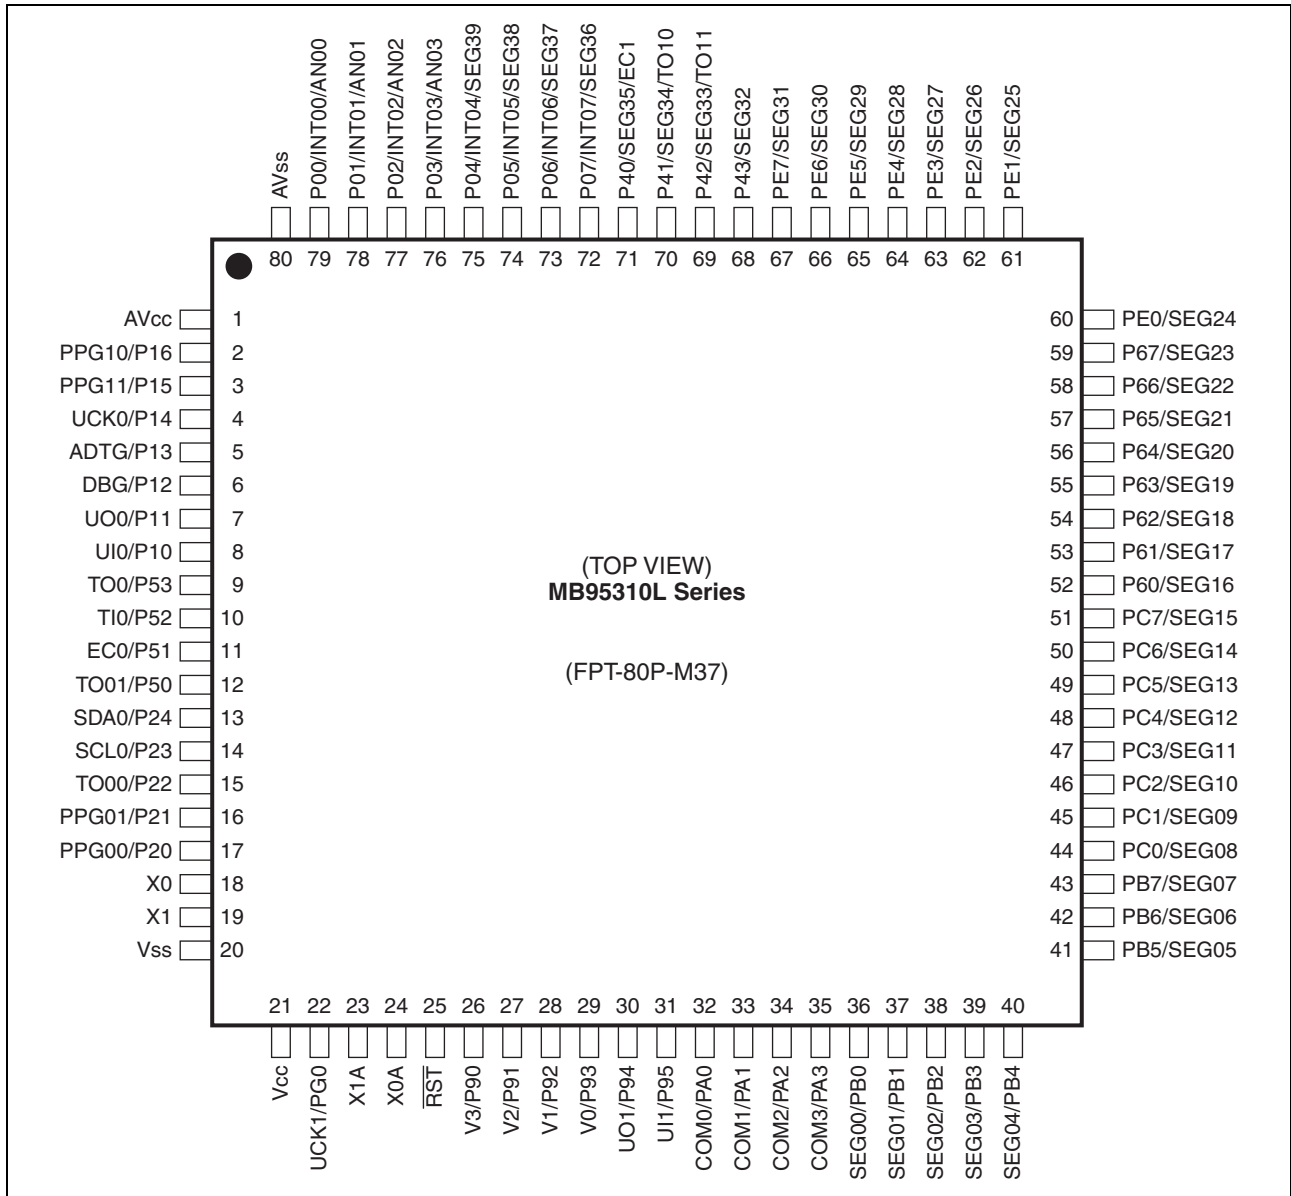 AVss
P00/INT00/AN00
P01/INT01/AN01
P02/INT02/AN02
P03/INT03/AN03
P04/INT04/SEG39
P05/INT05/SEG38
P06/INT06/SEG37
P07/INT07/SEG36
P40/SEG35/EC1
P41/SEG34/TO10
P42/SEG33/TO11
P43/SEG32
PE7/SEG31
PE6/SEG30
PE5/SEG29
PE4/SEG28
PE3/SEG27
PE2/SEG26
PE1/SEG25
80 79 78 77 76 75 74 73 72 71 70 69 68 67 66 65 64 63 62 61
AVcc 1
PPG10/P16 2
PPG11/P15 3
UCK0/P14 4
ADTG/P13 5
DBG/P12 6
UO0/P11 7
UI0/P10 8
TO0/P53 9
TI0/P52 10
EC0/P51 11
TO01/P50 12
SDA0/P24 13
SCL0/P23 14
TO00/P22 15
PPG01/P21 16
PPG00/P20 17
X0 18
X1 19
Vss 20
(TOP VIEW)
MB95310L Series
(FPT-80P-M37)
60 PE0/SEG24
59 P67/SEG23
58 P66/SEG22
57 P65/SEG21
56 P64/SEG20
55 P63/SEG19
54 P62/SEG18
53 P61/SEG17
52 P60/SEG16
51 PC7/SEG15
50 PC6/SEG14
49 PC5/SEG13
48 PC4/SEG12
47 PC3/SEG11
46 PC2/SEG10
45 PC1/SEG09
44 PC0/SEG08
43 PB7/SEG07
42 PB6/SEG06
41 PB5/SEG05
21 22 23 24 25 26 27 28 29 30 31 32 33 34 35 36 37 38 39 40
Vcc
UCK1/PG0
X1A
X0A
RST
V3/P90
V2/P91
V1/P92
V0/P93
UO1/P94
UI1/P95
COM0/PA0
COM1/PA1
COM2/PA2
COM3/PA3
SEG00/PB0
SEG01/PB1
SEG02/PB2
SEG03/PB3
SEG04/PB4